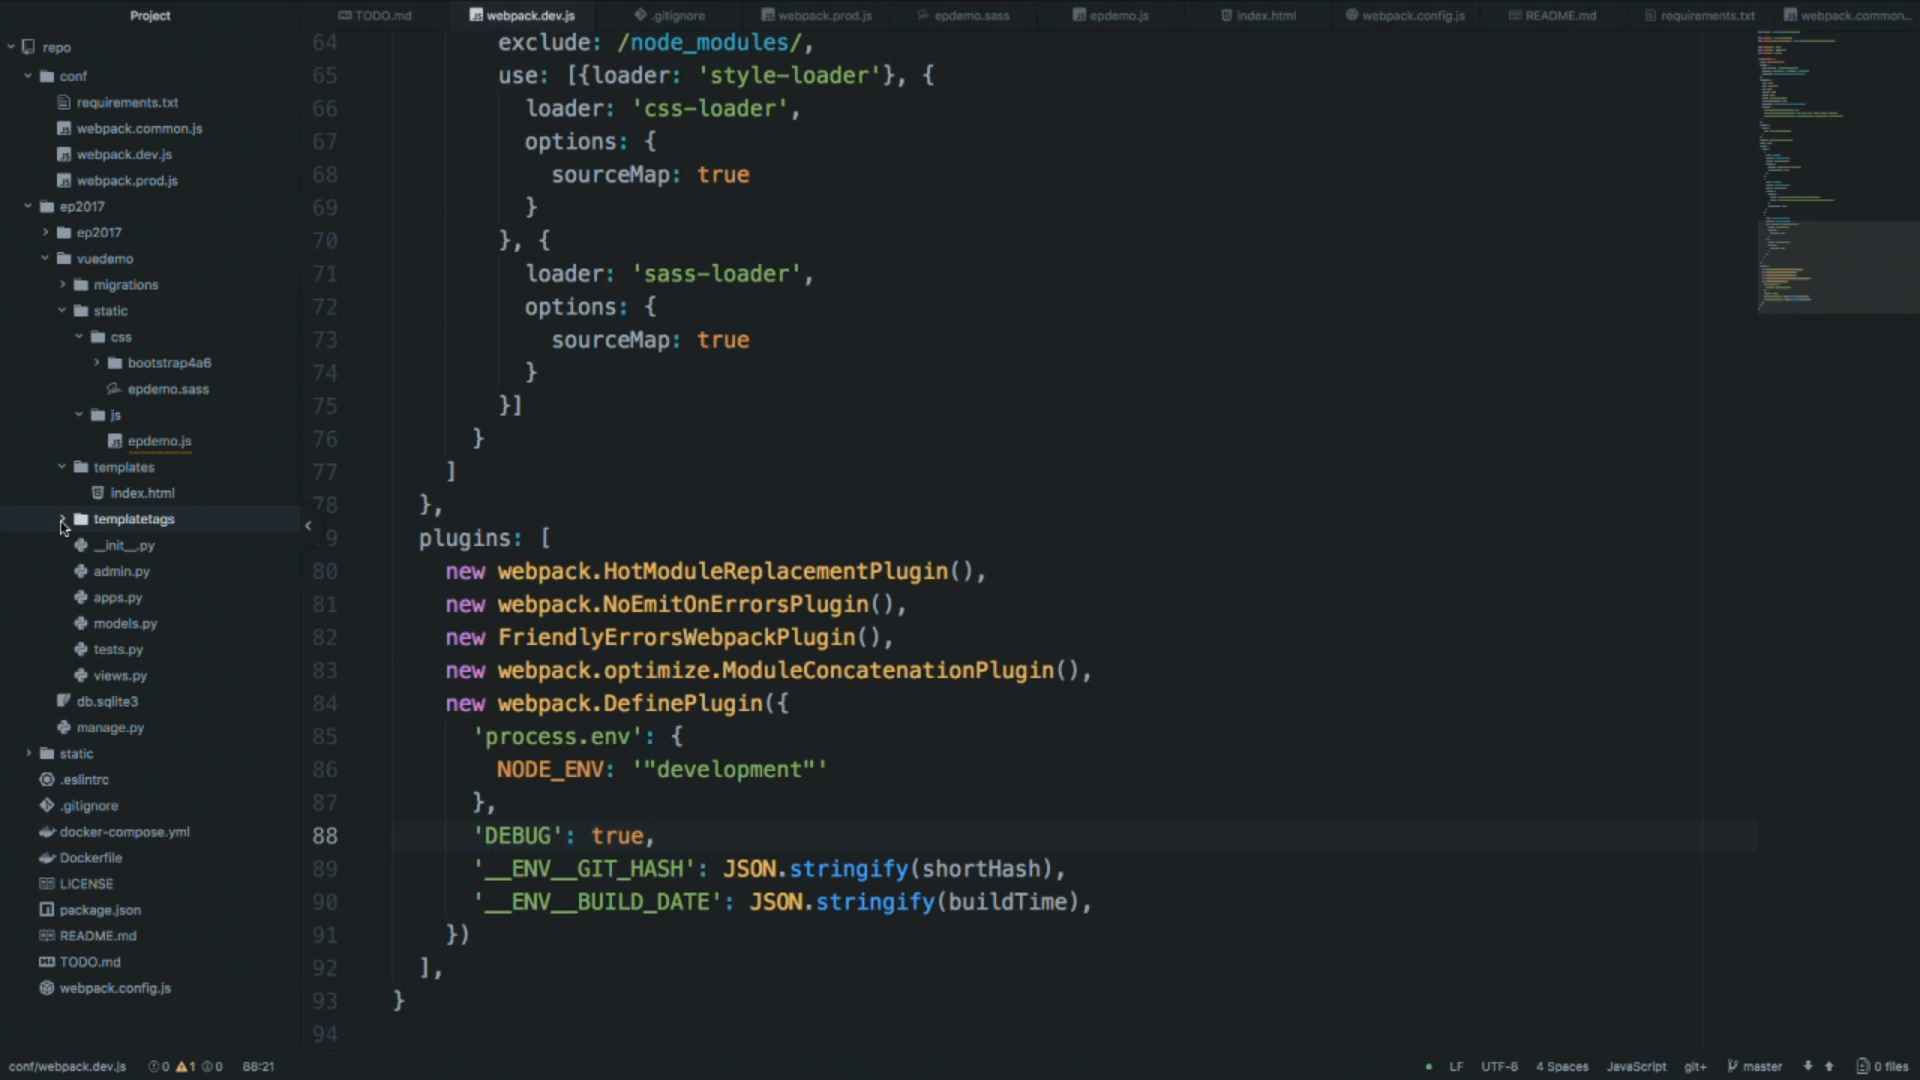 Project
TODO.md
webpack.dev.js
.gitignore
webpack.prod.js
epdemo.sass
epdemo.js
index.html
webpack.config.js
README.md
requirements.txt
webpack.common...
repo
conf
requirements.txt
webpack.common.js
webpack.dev.js
webpack.prod.js
ep2017
ep2017
vuedemo
migrations
static
css
bootstrap4a6
epdemo.sass
js
epdemo.js
templates
index.html
templatetags
__init__.py
admin.py
apps.py
models.py
tests.py
views.py
db.sqlite3
manage.py
static
.eslintrc
.gitignore
docker-compose.yml
Dockerfile
LICENSE
package.json
README.md
TODO.md
webpack.config.js
64 exclude: /node_modules/,
65 use: [{loader: 'style-loader'}, {
66 loader: 'css-loader',
67 options: {
68 sourceMap: true
69 }
70 }, {
71 loader: 'sass-loader',
72 options: {
73 sourceMap: true
74 }
75 }]
76 }
77 ]
78 },
9 plugins: [
80 new webpack.HotModuleReplacementPlugin(),
81 new webpack.NoEmitOnErrorsPlugin(),
82 new FriendlyErrorsWebpackPlugin(),
83 new webpack.optimize.ModuleConcatenationPlugin(),
84 new webpack.DefinePlugin({
85 'process.env': {
86 NODE_ENV: '"development"'
87 },
88 'DEBUG': true,
89 '__ENV__GIT_HASH': JSON.stringify(shortHash),
90 '__ENV__BUILD_DATE': JSON.stringify(buildTime),
91 })
92 ],
93 }
94
conf/webpack.dev.js 0 1 0 88:21
LF UTF-8 4 Spaces JavaScript git+ master 0 files